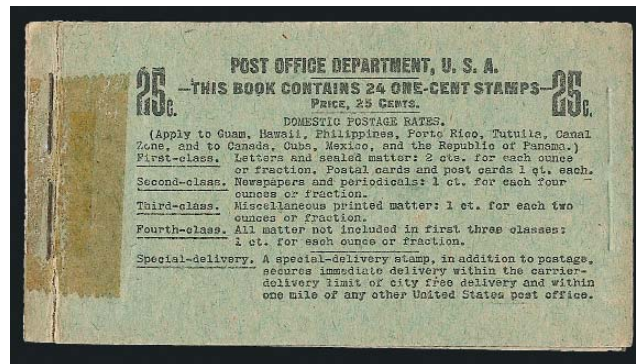 POST OFFICE DEPARTMENT, U. S. A.
25c. —THIS BOOK CONTAINS 24 ONE-CENT STAMPS— 25c.
PRICE, 25 CENTS.
DOMESTIC POSTAGE RATES.
(Apply to Guam, Hawaii, Philippines, Porto Rico, Tutuila, Canal
Zone, and to Canada, Cuba, Mexico, and the Republic of Panama.)
First-class. Letters and sealed matter: 2 cts. for each ounce
or fraction. Postal cards and post cards 1 ct. each.
Second-class. Newspapers and periodicals: 1 ct. for each four
ounces or fraction.
Third-class. Miscellaneous printed matter: 1 ct. for each two
ounces or fraction.
Fourth-class. All matter not included in first three classes:
1 ct. for each ounce or fraction.
Special-delivery. A special-delivery stamp, in addition to postage,
secures immediate delivery within the carrier-
delivery limit of city free delivery and within
one mile of any other United States post office.